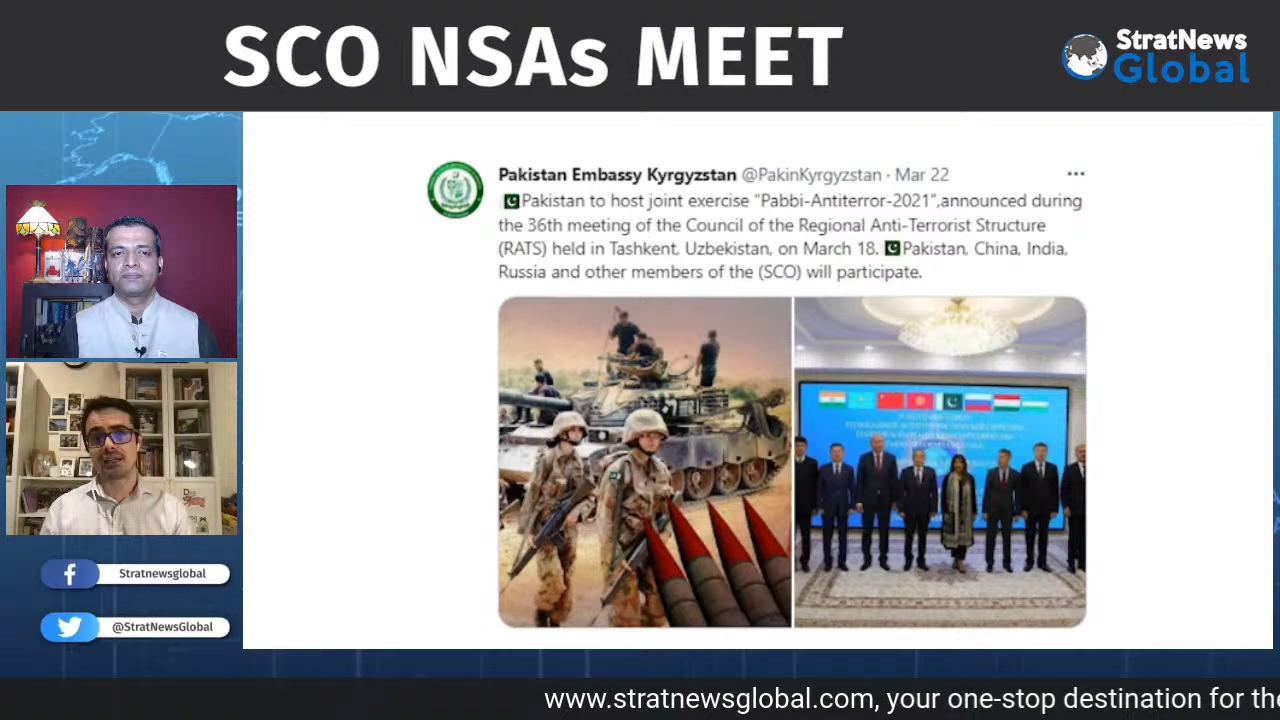 SCO NSAs MEET
StratNews
Global
Pakistan Embassy Kyrgyzstan @PakinKyrgyzstan · Mar 22
Pakistan to host joint exercise “Pabbi-Antiterror-2021”,announced during
the 36th meeting of the Council of the Regional Anti-Terrorist Structure
(RATS) held in Tashkent, Uzbekistan, on March 18. Pakistan, China, India,
Russia and other members of the (SCO) will participate.
Stratnewsglobal
@StratNewsGlobal
www.stratnewsglobal.com, your one-stop destination for the